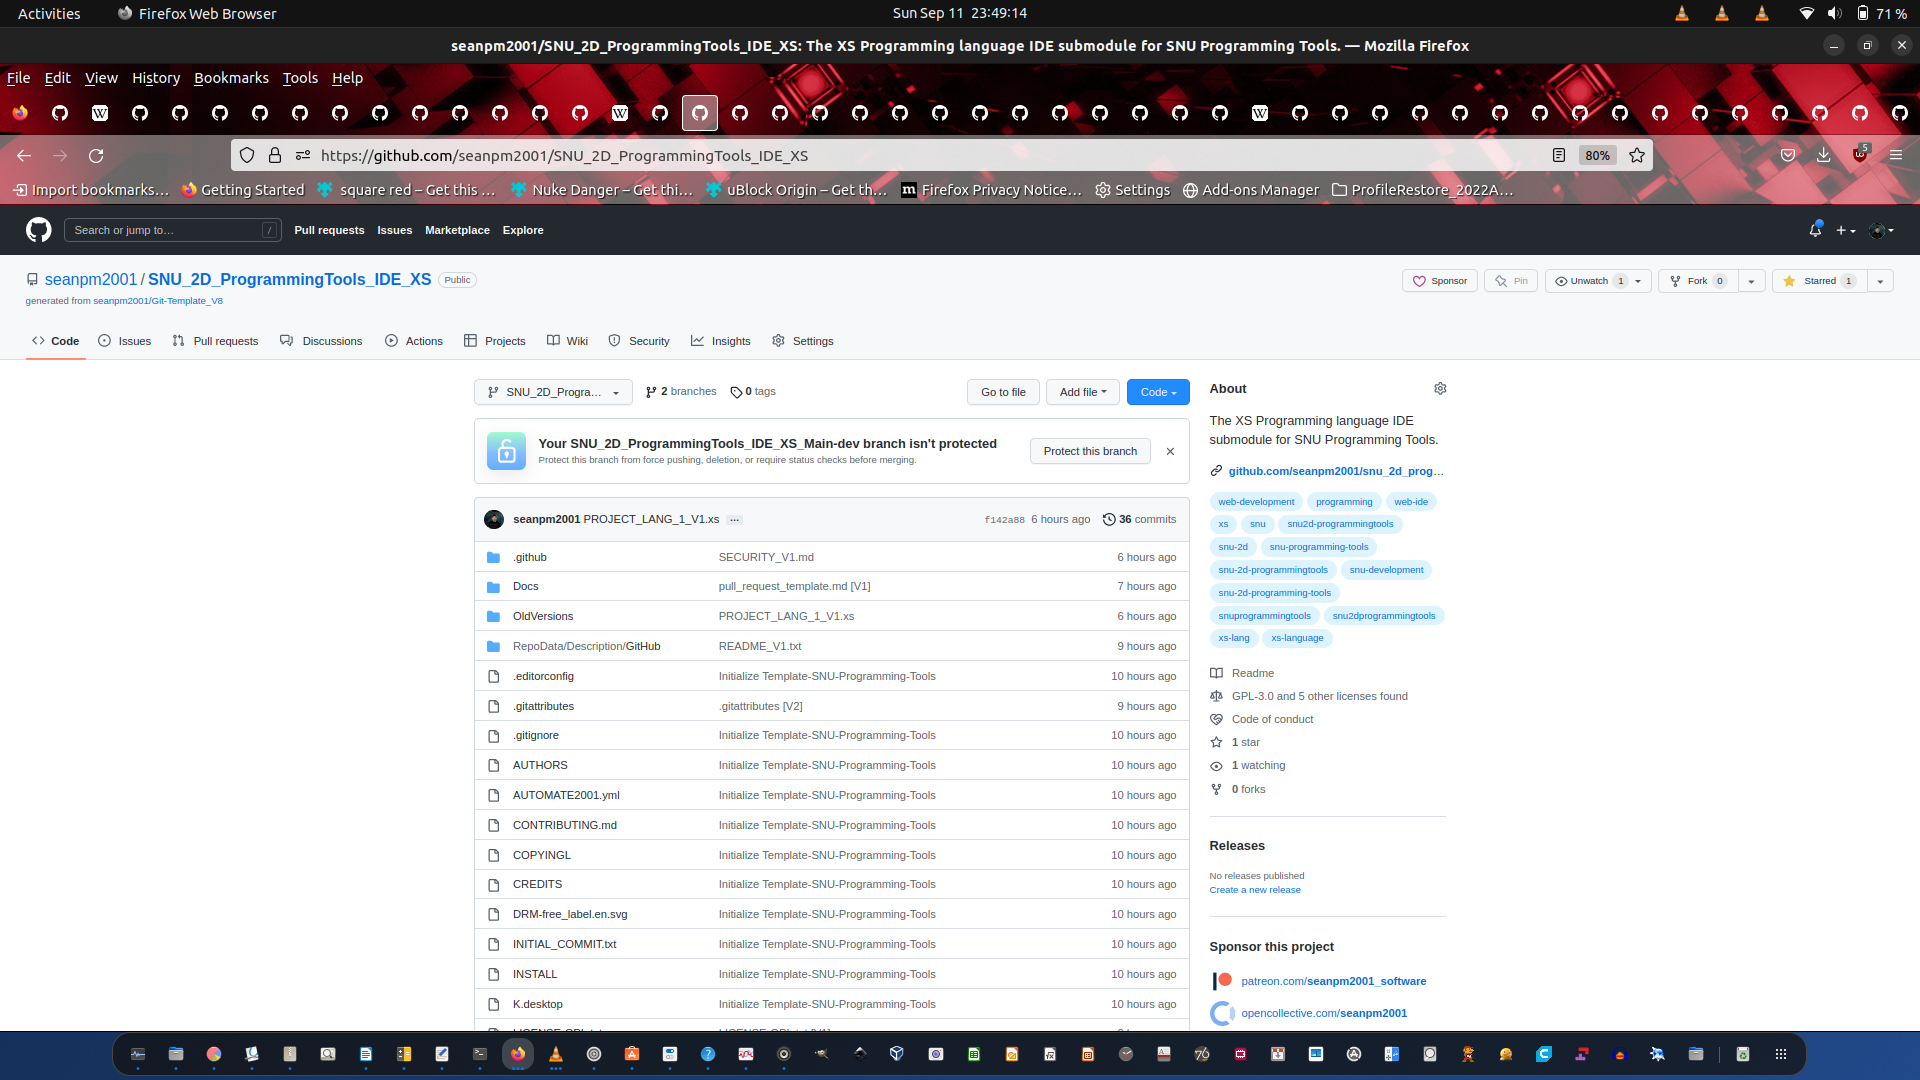 Activities
Firefox Web Browser
Sun Sep 11 23:49:14
71 %
seanpm2001/SNU_2D_ProgrammingTools_IDE_XS: The XS Programming language IDE submodule for SNU Programming Tools. — Mozilla Firefox
File Edit View History Bookmarks Tools Help
https://github.com/seanpm2001/SNU_2D_ProgrammingTools_IDE_XS
80%
5
Import bookmarks… Getting Started square red – Get this … Nuke Danger – Get thi… uBlock Origin – Get th… Firefox Privacy Notice… Settings Add-ons Manager ProfileRestore_2022A…
Search or jump to…
/
Pull requests Issues Marketplace Explore
seanpm2001 / SNU_2D_ProgrammingTools_IDE_XS Public
generated from seanpm2001/Git-Template_V8
Sponsor Pin Unwatch 1 Fork 0 Starred 1
Code Issues Pull requests Discussions Actions Projects Wiki Security Insights Settings
SNU_2D_Progra… 2 branches 0 tags
Go to file Add file Code
Your SNU_2D_ProgrammingTools_IDE_XS_Main-dev branch isn't protected
Protect this branch from force pushing, deletion, or require status checks before merging.
Protect this branch
seanpm2001 PROJECT_LANG_1_V1.xs … f142a88 6 hours ago 36 commits
.github SECURITY_V1.md 6 hours ago
Docs pull_request_template.md [V1] 7 hours ago
OldVersions PROJECT_LANG_1_V1.xs 6 hours ago
RepoData/Description/GitHub README_V1.txt 9 hours ago
.editorconfig Initialize Template-SNU-Programming-Tools 10 hours ago
.gitattributes .gitattributes [V2] 9 hours ago
.gitignore Initialize Template-SNU-Programming-Tools 10 hours ago
AUTHORS Initialize Template-SNU-Programming-Tools 10 hours ago
AUTOMATE2001.yml Initialize Template-SNU-Programming-Tools 10 hours ago
CONTRIBUTING.md Initialize Template-SNU-Programming-Tools 10 hours ago
COPYINGL Initialize Template-SNU-Programming-Tools 10 hours ago
CREDITS Initialize Template-SNU-Programming-Tools 10 hours ago
DRM-free_label.en.svg Initialize Template-SNU-Programming-Tools 10 hours ago
INITIAL_COMMIT.txt Initialize Template-SNU-Programming-Tools 10 hours ago
INSTALL Initialize Template-SNU-Programming-Tools 10 hours ago
K.desktop Initialize Template-SNU-Programming-Tools 10 hours ago
About
The XS Programming language IDE
submodule for SNU Programming Tools.
github.com/seanpm2001/snu_2d_prog…
web-development programming web-ide
xs snu snu2d-programmingtools
snu-2d snu-programming-tools
snu-2d-programmingtools snu-development
snu-2d-programming-tools
snuprogrammingtools snu2dprogrammingtools
xs-lang xs-language
Readme
GPL-3.0 and 5 other licenses found
Code of conduct
1 star
1 watching
0 forks
Releases
No releases published
Create a new release
Sponsor this project
patreon.com/seanpm2001_software
opencollective.com/seanpm2001